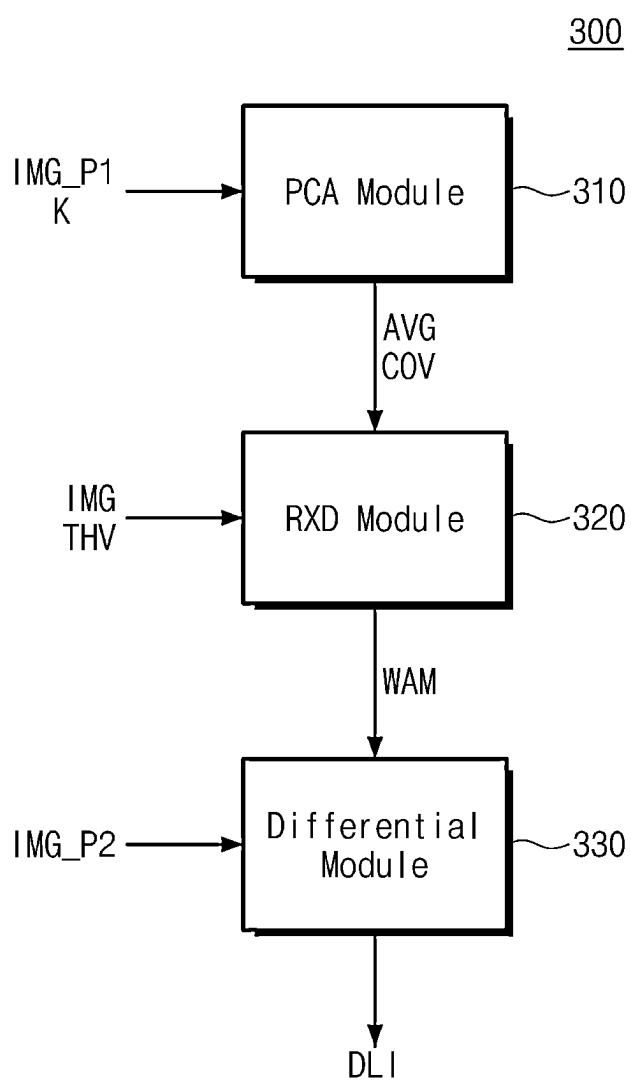 300
IMG_P1
K
PCA Module
310
AVG
COV
IMG
THV
RXD Module
320
WAM
IMG_P2
Differential
Module
330
DLI